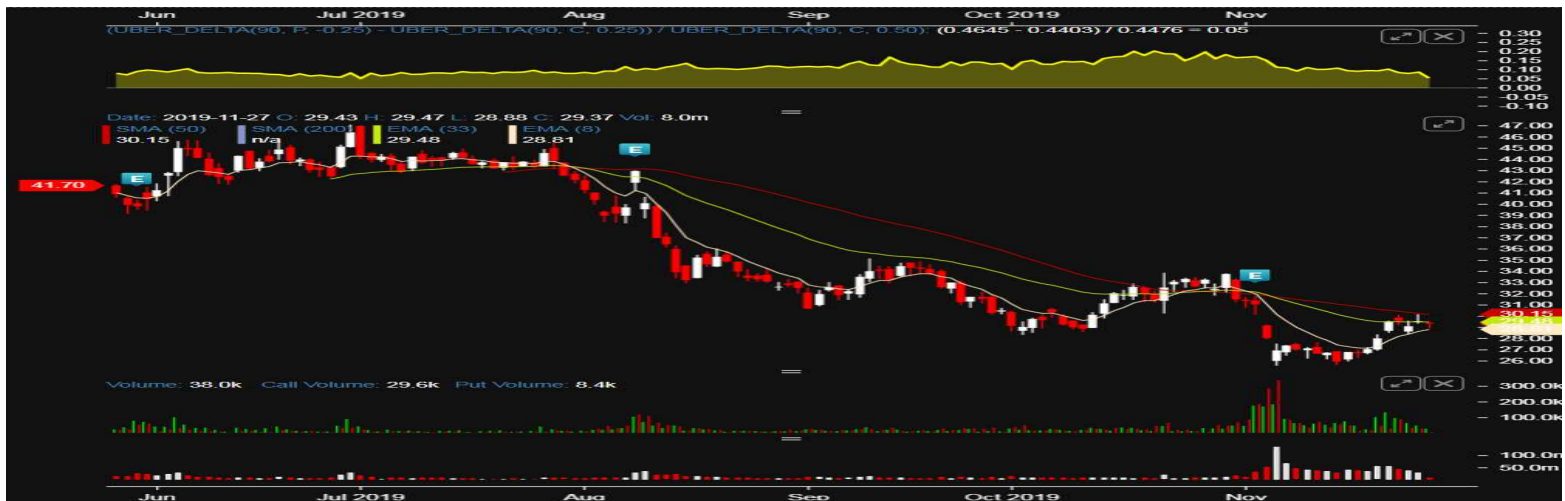 Jun Jul 2019 Aug Sep Oct 2019 Nov
(UBER_DELTA(90, P, -0.25) - UBER_DELTA(90, C, 0.25)) / UBER_DELTA(90, C, 0.50): (0.4645 - 0.4403) / 0.4476 = 0.05
0.30
0.25
0.20
0.15
0.10
0.05
0.00
-0.05
-0.10
Date: 2019-11-27 O: 29.43 H: 29.47 L: 28.88 C: 29.37 Vol: 8.0m
SMA (50) SMA (200) EMA (33) EMA (8)
30.15 n/a 29.48 28.81
E
E
E
41.70
47.00
46.00
45.00
44.00
43.00
42.00
41.00
40.00
39.00
38.00
37.00
36.00
35.00
34.00
33.00
32.00
31.00
30.15
29.48
28.00
27.00
26.00
Volume: 38.0k Call Volume: 29.6k Put Volume: 8.4k
300.0k
200.0k
100.0k
100.0m
50.0m
Jun Jul 2019 Aug Sep Oct 2019 Nov